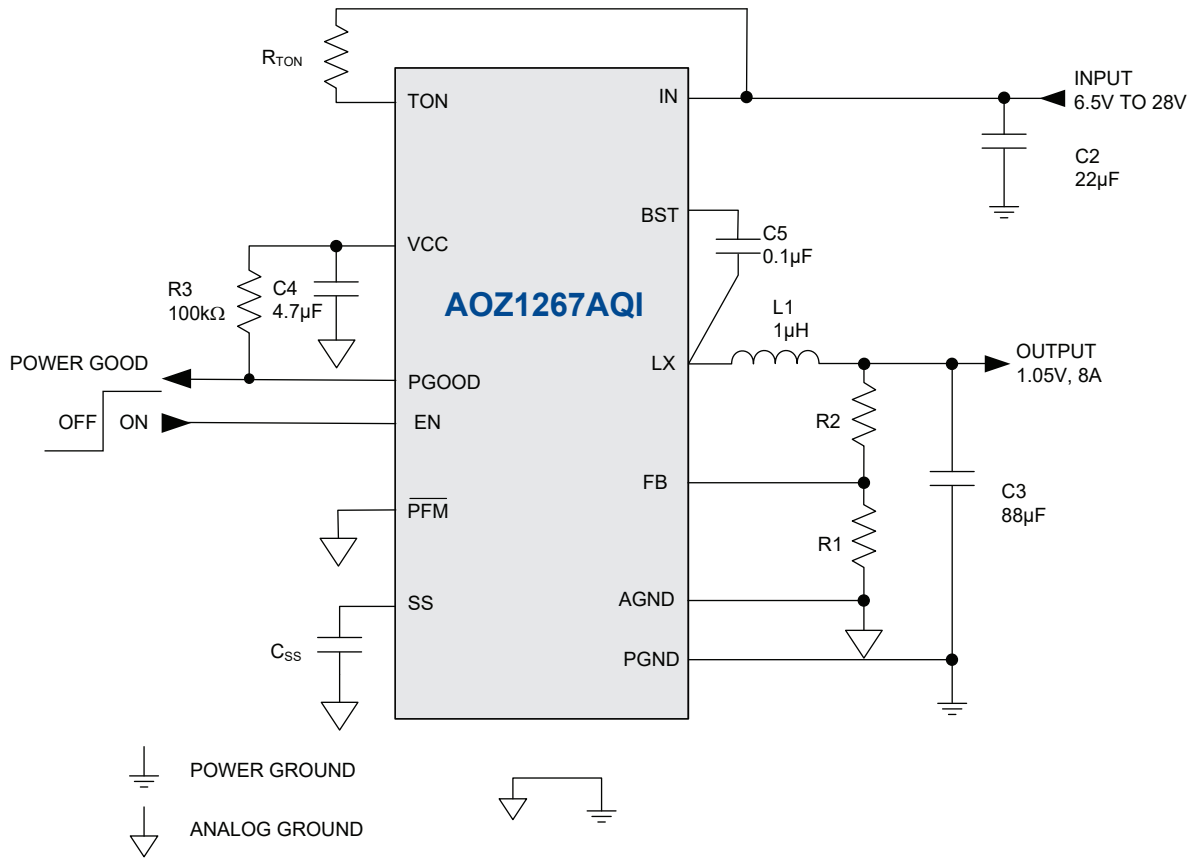 R_TON
TON
IN
INPUT
6.5V TO 28V
C2
22µF
BST
C5
0.1µF
VCC
R3
100kΩ
C4
4.7µF
AOZ1267AQI
L1
1µH
LX
OUTPUT
1.05V, 8A
POWER GOOD
PGOOD
OFF ON
EN
R2
FB
C3
88µF
PFM
R1
SS
AGND
C_SS
PGND
POWER GROUND
ANALOG GROUND